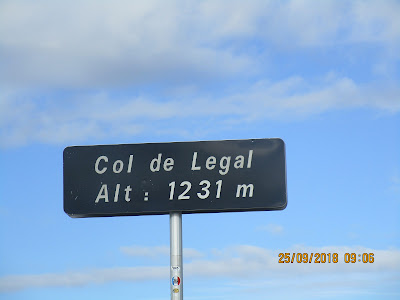 Col de Legal
Alt : 1231 m
25/09/2018 09:06